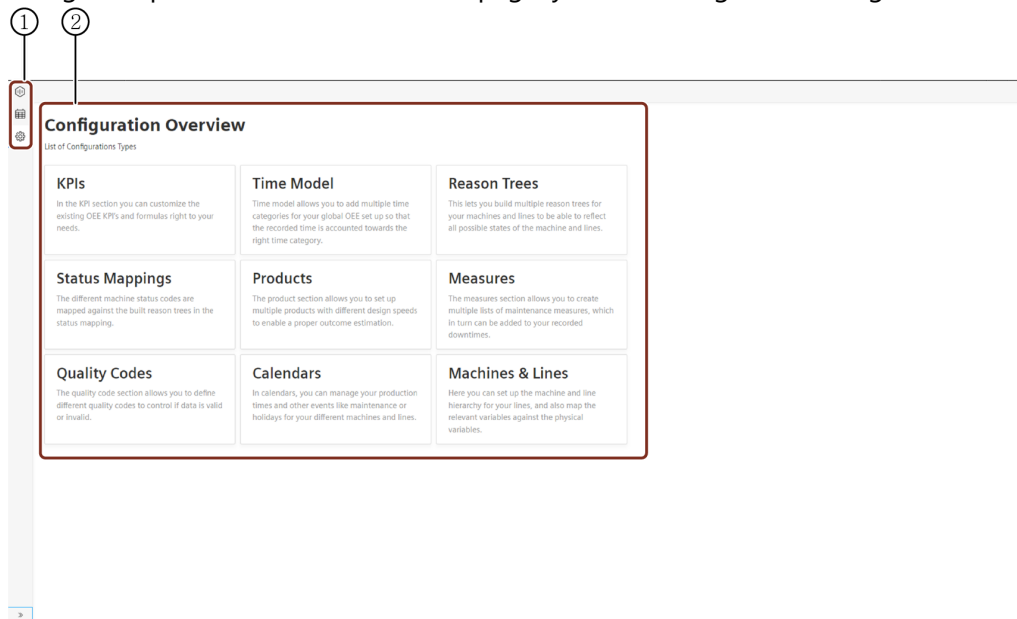 1 2
Configuration Overview
List of Configurations Types
KPIs
In the KPI section you can customize the
existing OEE KPI's and formulas right to your
needs.
Time Model
Time model allows you to add multiple time
categories for your global OEE set up so that
the recorded time is accounted towards the
right time category.
Reason Trees
This lets you build multiple reason trees for
your machines and lines to be able to reflect
all possible states of the machine and lines.
Status Mappings
The different machine status codes are
mapped against the built reason trees in the
status mapping.
Products
The product section allows you to set up
multiple products with different design speeds
to enable a proper outcome estimation.
Measures
The measures section allows you to create
multiple lists of maintenance measures, which
in turn can be added to your recorded
downtimes.
Quality Codes
The quality code section allows you to define
different quality codes to control if data is valid
or invalid.
Calendars
In calendars, you can manage your production
times and other events like maintenance or
holidays for your different machines and lines.
Machines & Lines
Here you can set up the machine and line
hierarchy for your lines, and also map the
relevant variables against the physical
variables.